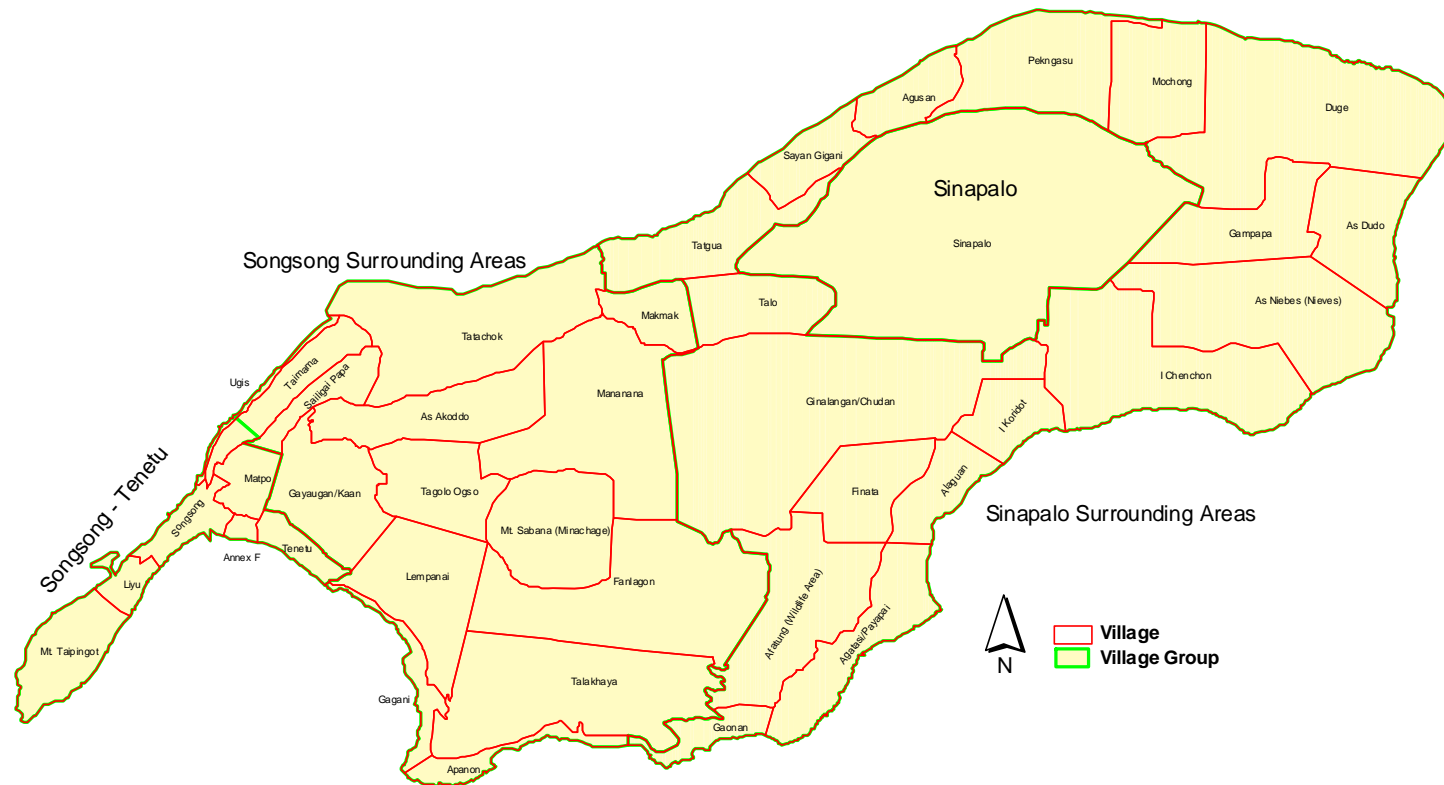 Pekngasu
Mochong
Agusan
Duge
Sayan Gigani
Sinapalo
As Dudo
Gampapa
Tatgua
Sinapalo
Songsong Surrounding Areas
Talo
As Niebes (Nieves)
Makmak
Tatachok
Taimama
I Chenchon
Ugis
Sailigai Papa
Mananana
Ginalangan/Chudan
As Akoddo
I Koridot
Songsong - Tenetu
Matpo
Alaguan
Gayaugan/Kaan
Tagolo Ogso
Finata
Songsong
Sinapalo Surrounding Areas
Mt. Sabana (Minachage)
Annex F
Tenetu
Lempanai
Fanlagon
Liyu
Afatung (Wildlife Area)
Agatasi/Payapai
Mt. Taipingot
N
Village
Village Group
Talakhaya
Gagani
Gaonan
Apanon